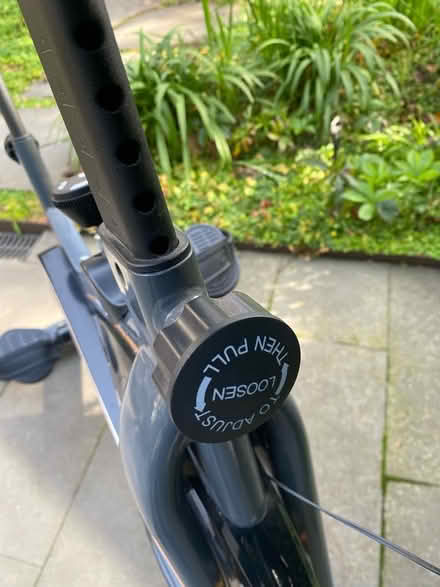 TO ADJUST
LOOSEN
THEN PULL